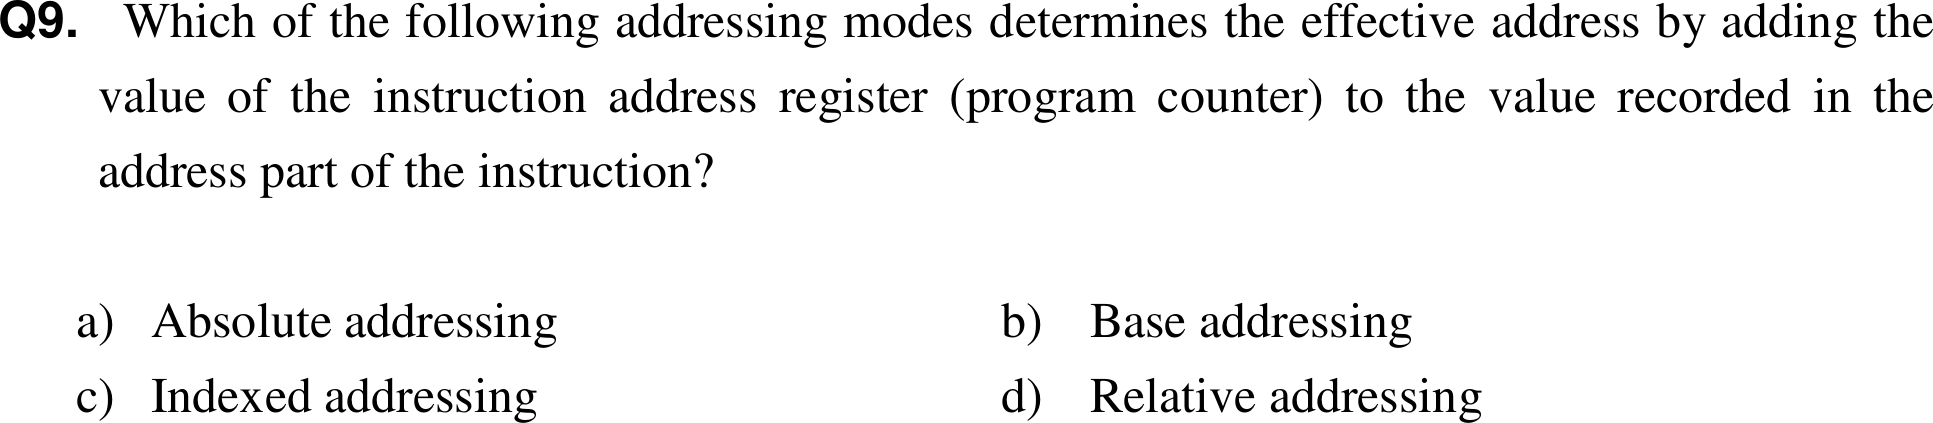 Q9. Which of the following addressing modes determines the effective address by adding the
value of the instruction address register (program counter) to the value recorded in the
address part of the instruction?
a) Absolute addressing b) Base addressing
c) Indexed addressing d) Relative addressing